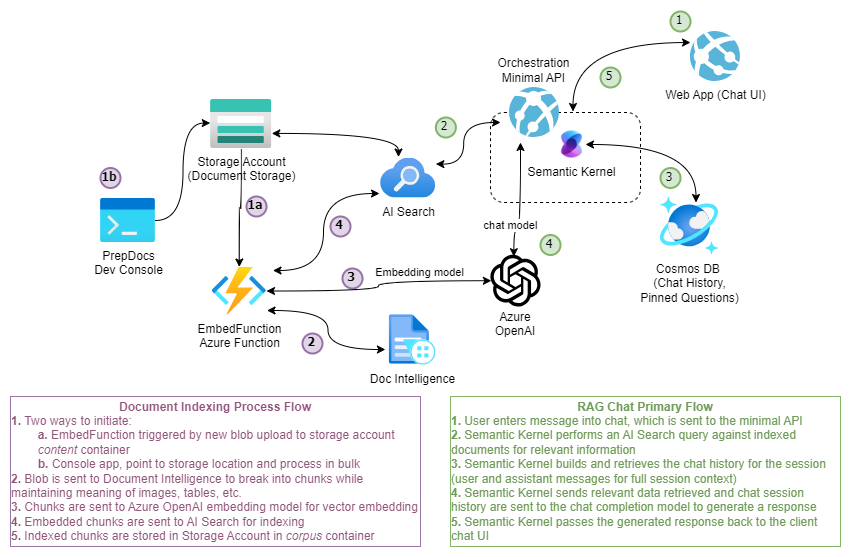 1
Orchestration
Minimal API
5
Web App (Chat UI)
2
Storage Account
(Document Storage)
Semantic Kernel
1b
3
AI Search
1a
4
chat model
4
PrepDocs
Dev Console
3
Embedding model
Cosmos DB
(Chat History,
Pinned Questions)
Azure
OpenAI
EmbedFunction
Azure Function
2
Doc Intelligence
Document Indexing Process Flow
1. Two ways to initiate:
a. EmbedFunction triggered by new blob upload to storage account
content container
b. Console app, point to storage location and process in bulk
2. Blob is sent to Document Intelligence to break into chunks while
maintaining meaning of images, tables, etc.
3. Chunks are sent to Azure OpenAI embedding model for vector embedding
4. Embedded chunks are sent to AI Search for indexing
5. Indexed chunks are stored in Storage Account in corpus container
RAG Chat Primary Flow
1. User enters message into chat, which is sent to the minimal API
2. Semantic Kernel performs an AI Search query against indexed
documents for relevant information
3. Semantic Kernel builds and retrieves the chat history for the session
(user and assistant messages for full session context)
4. Semantic Kernel sends relevant data retrieved and chat session
history are sent to the chat completion model to generate a response
5. Semantic Kernel passes the generated response back to the client
chat UI